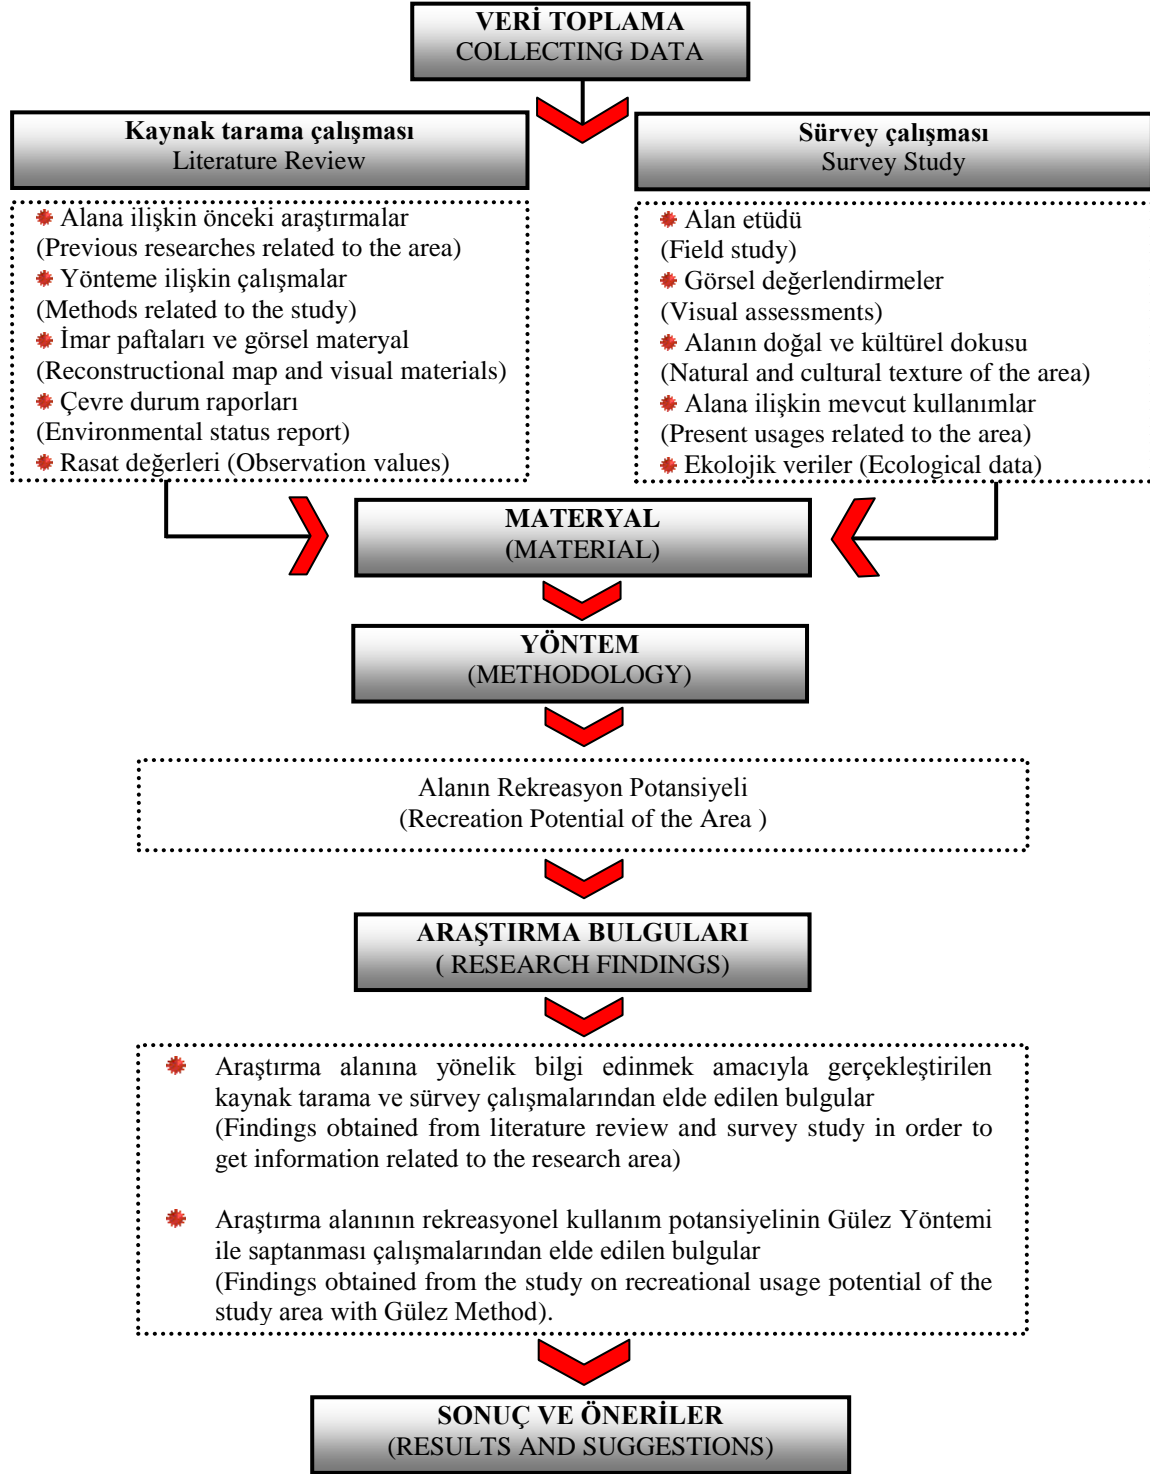 VERİ TOPLAMA
COLLECTING DATA
Kaynak tarama çalışması
Literature Review
Alana ilişkin önceki araştırmalar
(Previous researches related to the area)
Yönteme ilişkin çalışmalar
(Methods related to the study)
İmar paftaları ve görsel materyal
(Reconstructional map and visual materials)
Çevre durum raporları
(Environmental status report)
Rasat değerleri (Observation values)
Sürvey çalışması
Survey Study
Alan etüdü
(Field study)
Görsel değerlendirmeler
(Visual assessments)
Alanın doğal ve kültürel dokusu
(Natural and cultural texture of the area)
Alana ilişkin mevcut kullanımlar
(Present usages related to the area)
Ekolojik veriler (Ecological data)
MATERYAL
(MATERIAL)
YÖNTEM
(METHODOLOGY)
Alanın Rekreasyon Potansiyeli
(Recreation Potential of the Area )
ARAŞTIRMA BULGULARI
( RESEARCH FINDINGS)
Araştırma alanına yönelik bilgi edinmek amacıyla gerçekleştirilen
kaynak tarama ve sürvey çalışmalarından elde edilen bulgular
(Findings obtained from literature review and survey study in order to
get information related to the research area)
Araştırma alanının rekreasyonel kullanım potansiyelinin Gülez Yöntemi
ile saptanması çalışmalarından elde edilen bulgular
(Findings obtained from the study on recreational usage potential of the
study area with Gülez Method).
SONUÇ VE ÖNERİLER
(RESULTS AND SUGGESTIONS)